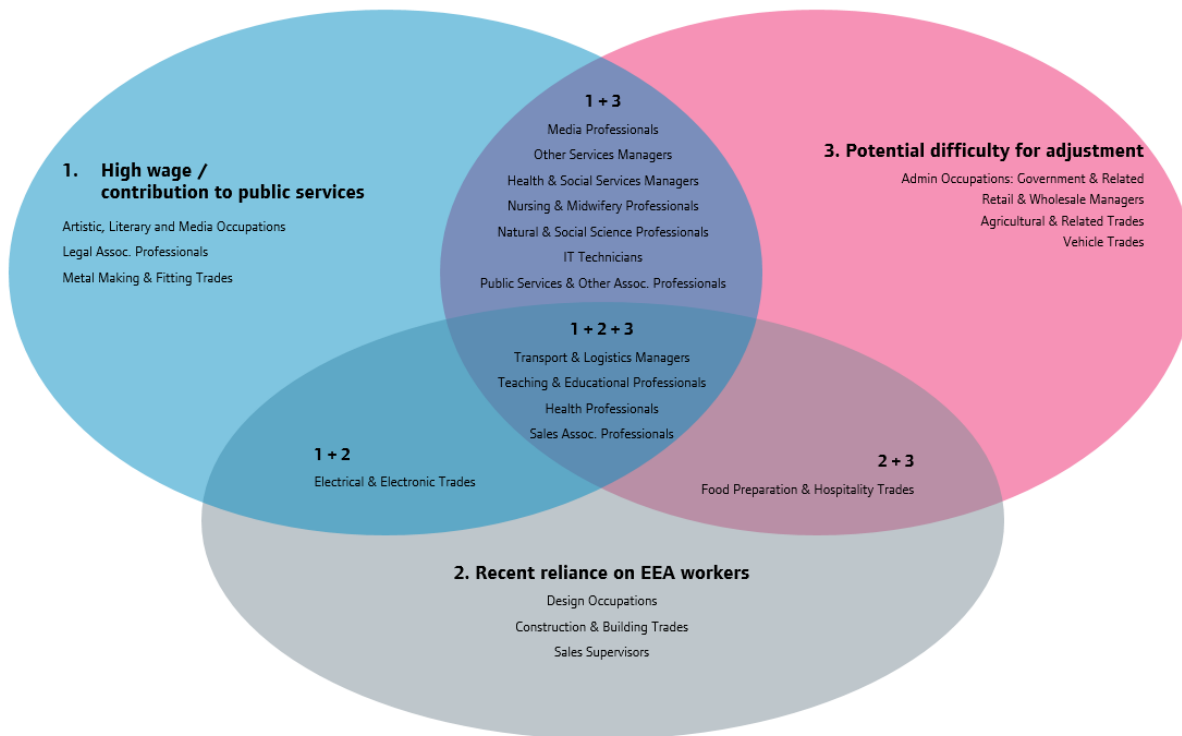 1 + 3
Media Professionals
Other Services Managers
Health & Social Services Managers
Nursing & Midwifery Professionals
Natural & Social Science Professionals
IT Technicians
Public Services & Other Assoc. Professionals
1. High wage /
contribution to public services
Artistic, Literary and Media Occupations
Legal Assoc. Professionals
Metal Making & Fitting Trades
3. Potential difficulty for adjustment
Admin Occupations: Government & Related
Retail & Wholesale Managers
Agricultural & Related Trades
Vehicle Trades
1 + 2 + 3
Transport & Logistics Managers
Teaching & Educational Professionals
Health Professionals
Sales Assoc. Professionals
1 + 2
Electrical & Electronic Trades
2 + 3
Food Preparation & Hospitality Trades
2. Recent reliance on EEA workers
Design Occupations
Construction & Building Trades
Sales Supervisors